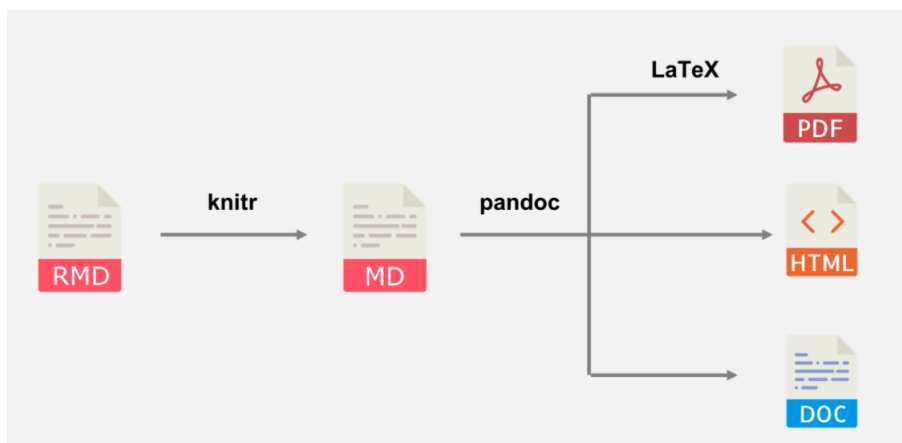 LaTeX
PDF
knitr
pandoc
RMD
MD
HTML
DOC